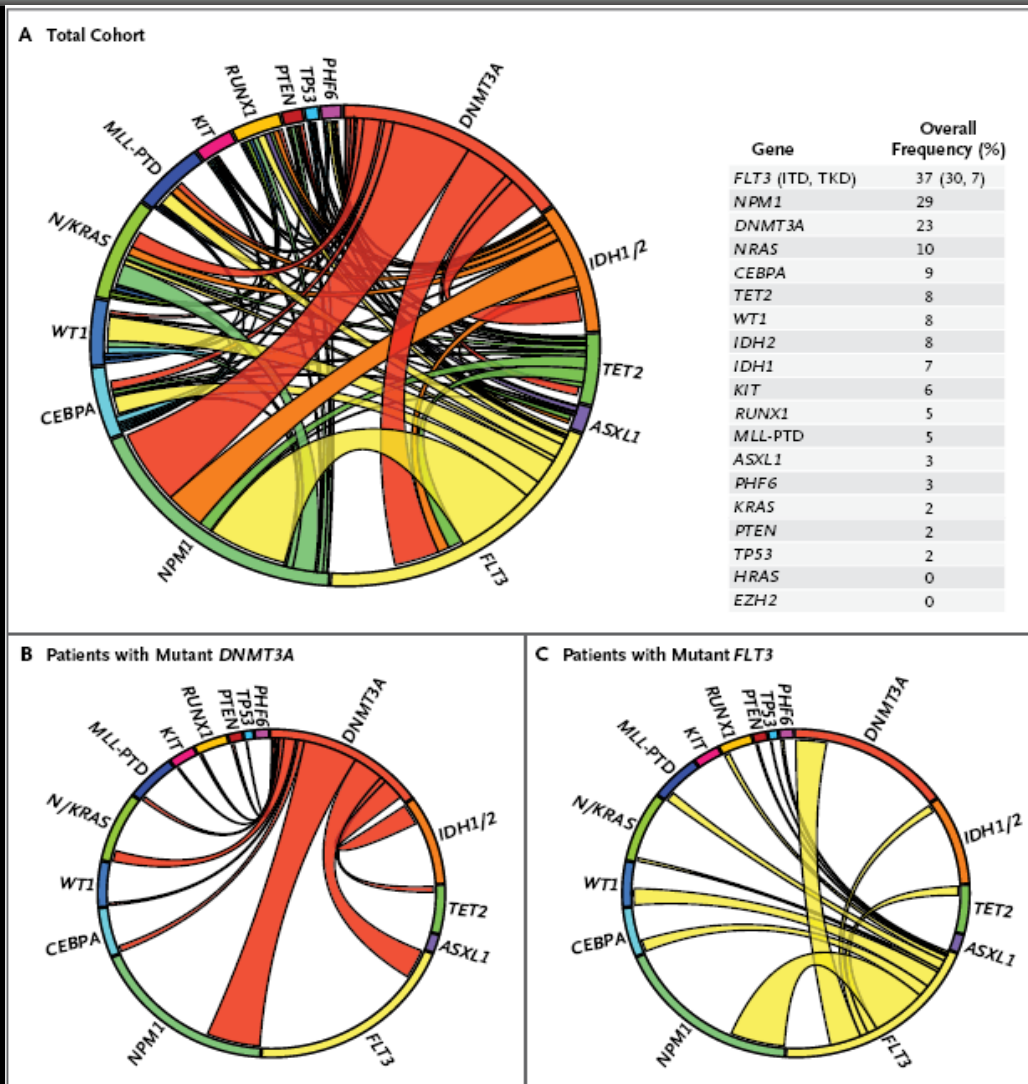 A Total Cohort
PHF6
TP53
PTEN
RUNX1
KIT
MLL-PTD
N/KRAS
WT1
CEBPA
NPM1
FLT3
ASXL1
TET2
IDH1/2
DNMT3A
Overall
Gene Frequency (%)
FLT3 (ITD, TKD) 37 (30, 7)
NPM1 29
DNMT3A 23
NRAS 10
CEBPA 9
TET2 8
WT1 8
IDH2 8
IDH1 7
KIT 6
RUNX1 5
MLL-PTD 5
ASXL1 3
PHF6 3
KRAS 2
PTEN 2
TP53 2
HRAS 0
EZH2 0
B Patients with Mutant DNMT3A
PHF6
TP53
PTEN
RUNX1
KIT
MLL-PTD
N/KRAS
WT1
CEBPA
NPM1
FLT3
ASXL1
TET2
IDH1/2
DNMT3A
C Patients with Mutant FLT3
PHF6
TP53
PTEN
RUNX1
KIT
MLL-PTD
N/KRAS
WT1
CEBPA
NPM1
FLT3
ASXL1
TET2
IDH1/2
DNMT3A